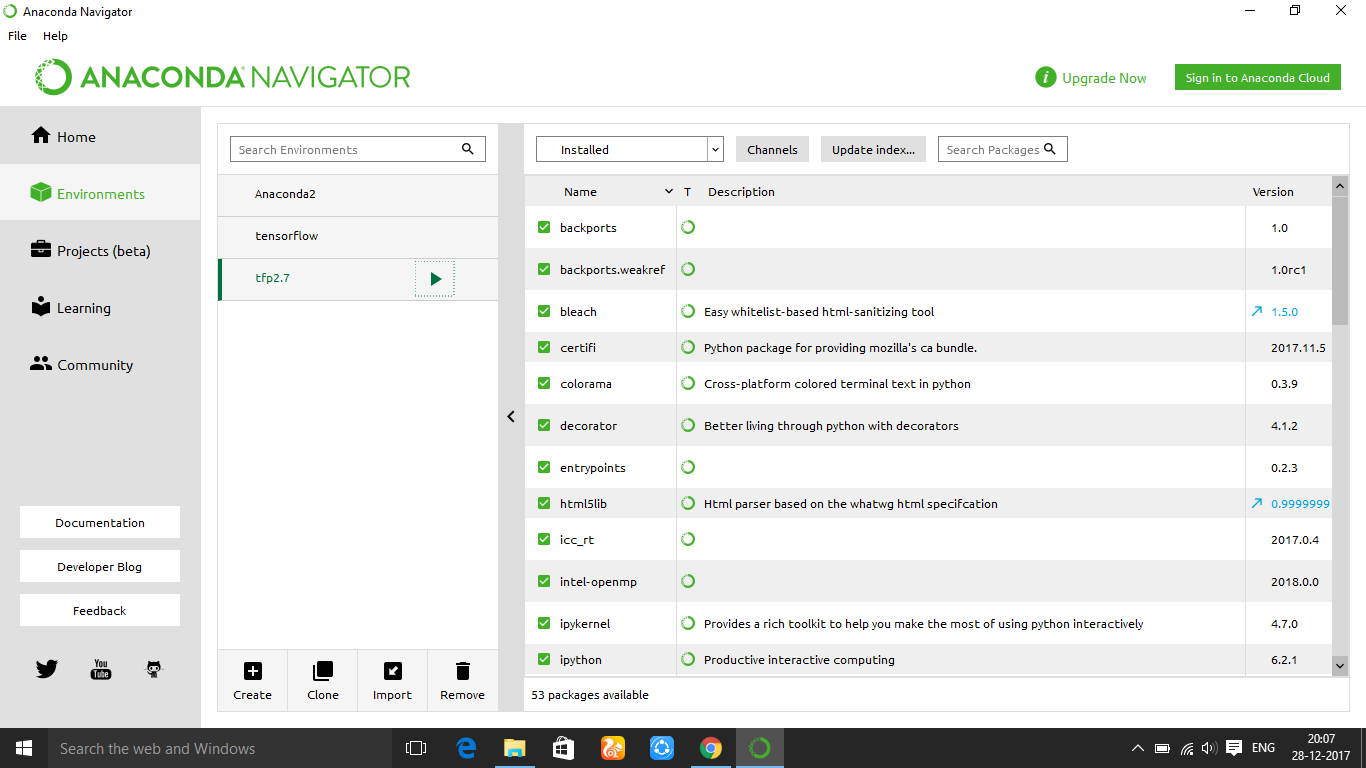 Anaconda Navigator
File Help
ANACONDA NAVIGATOR
i Upgrade Now
Sign in to Anaconda Cloud
Home
Environments
Projects (beta)
Learning
Community
Documentation
Developer Blog
Feedback
You Tube
Search Environments
Anaconda2
tensorflow
tfp2.7
Create Clone Import Remove
Installed Channels Update index... Search Packages
Name T Description Version
backports 1.0
backports.weakref 1.0rc1
bleach Easy whitelist-based html-sanitizing tool 1.5.0
certifi Python package for providing mozilla's ca bundle. 2017.11.5
colorama Cross-platform colored terminal text in python 0.3.9
decorator Better living through python with decorators 4.1.2
entrypoints 0.2.3
html5lib Html parser based on the whatwg html specifcation 0.9999999
icc_rt 2017.0.4
intel-openmp 2018.0.0
ipykernel Provides a rich toolkit to help you make the most of using python interactively 4.7.0
ipython Productive interactive computing 6.2.1
53 packages available
Search the web and Windows
ENG
20:07
28-12-2017